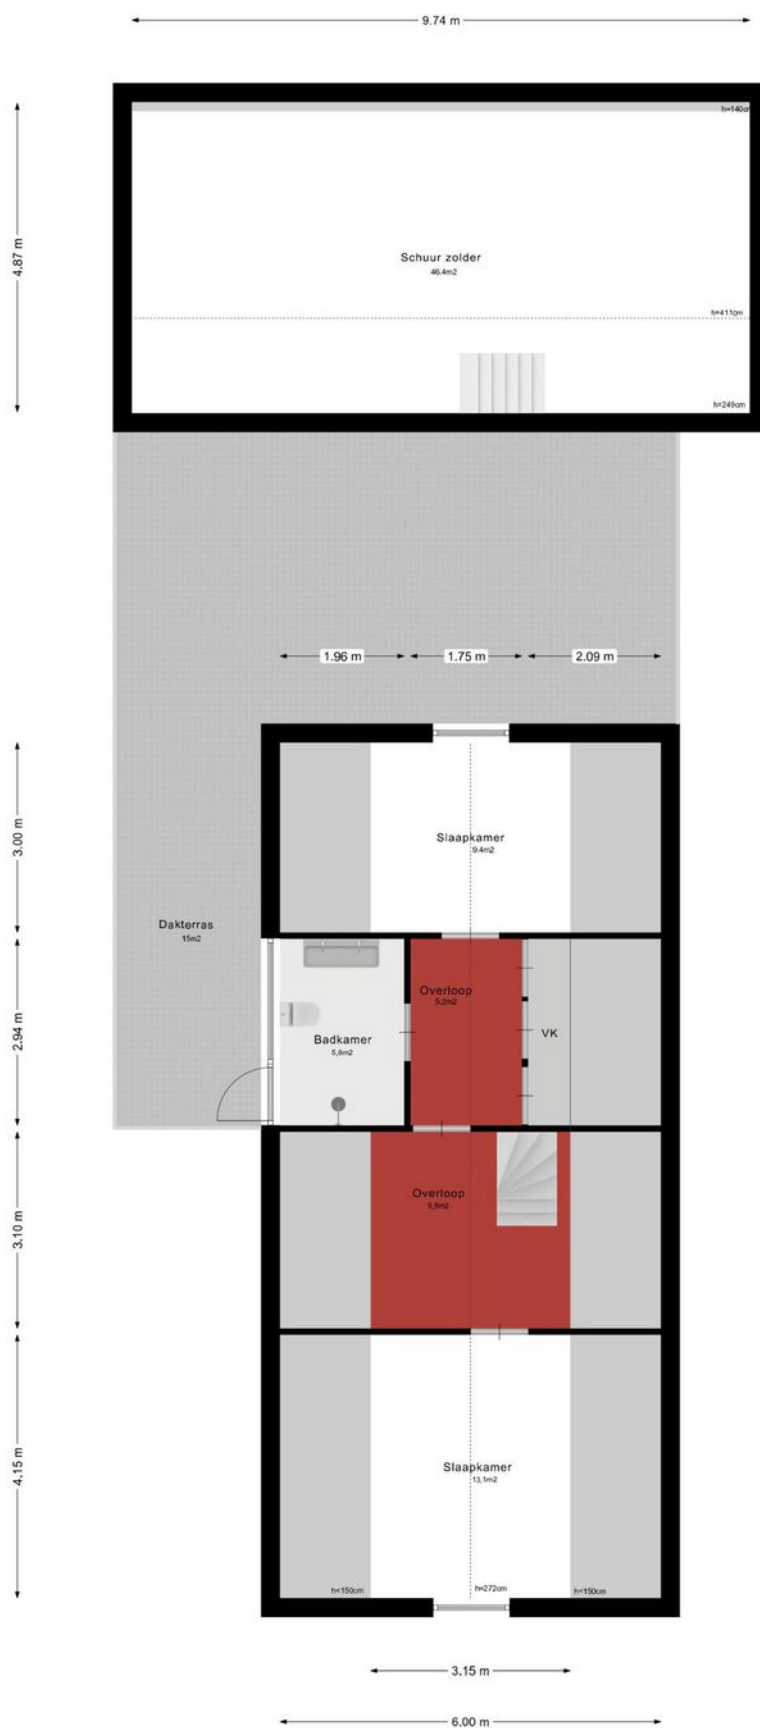 9.74 m
h=140cm
4.87 m
Schuur zolder
46.4m2
h=411cm
h=249cm
1.96 m
1.75 m
2.09 m
3.00 m
Slaapkamer
9.4m2
Dakterras
15m2
2.94 m
Overloop
5.2m2
Badkamer
5,8m2
VK
3.10 m
Overloop
9,8m2
4.15 m
Slaapkamer
13,1m2
h<150cm
h=272cm
h<150cm
3.15 m
6.00 m